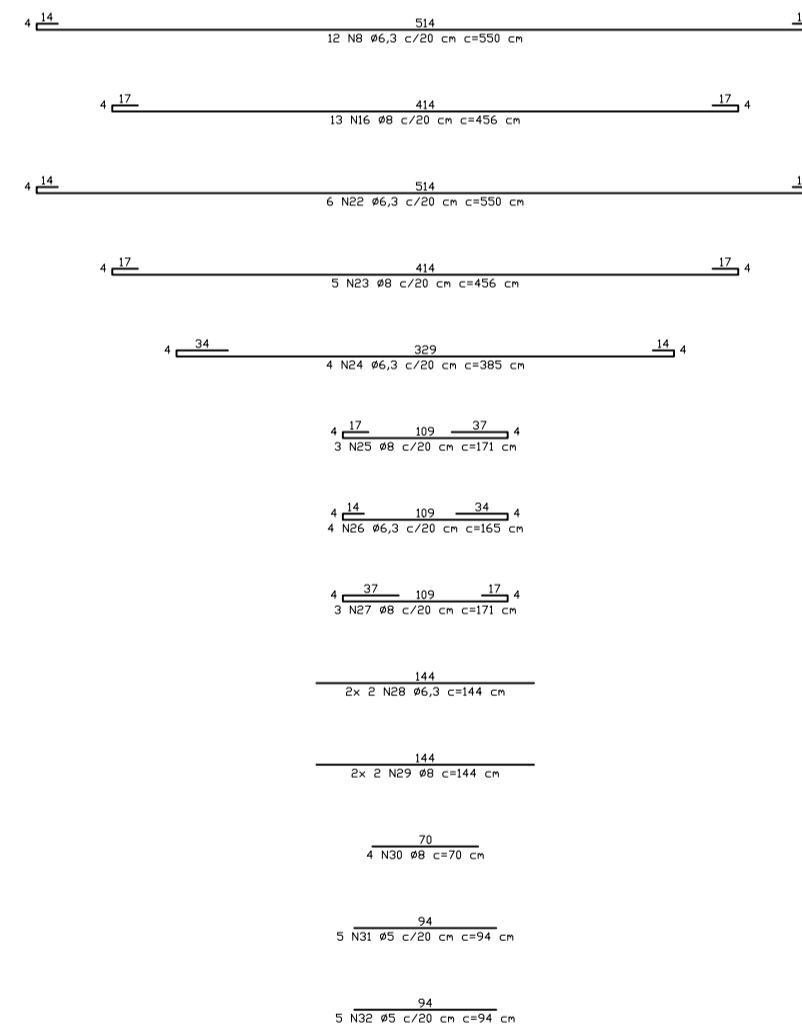 4 14 514 1
12 N8 Ø6,3 c/20 cm c=550 cm
4 17 414 17 4
13 N16 Ø8 c/20 cm c=456 cm
4 14 514 1
6 N22 Ø6,3 c/20 cm c=550 cm
4 17 414 17 4
5 N23 Ø8 c/20 cm c=456 cm
4 34 329 14 4
4 N24 Ø6,3 c/20 cm c=385 cm
4 17 109 37 4
3 N25 Ø8 c/20 cm c=171 cm
4 14 109 34 4
4 N26 Ø6,3 c/20 cm c=165 cm
4 37 109 17 4
3 N27 Ø8 c/20 cm c=171 cm
144
2x 2 N28 Ø6,3 c=144 cm
144
2x 2 N29 Ø8 c=144 cm
70
4 N30 Ø8 c=70 cm
94
5 N31 Ø5 c/20 cm c=94 cm
94
5 N32 Ø5 c/20 cm c=94 cm